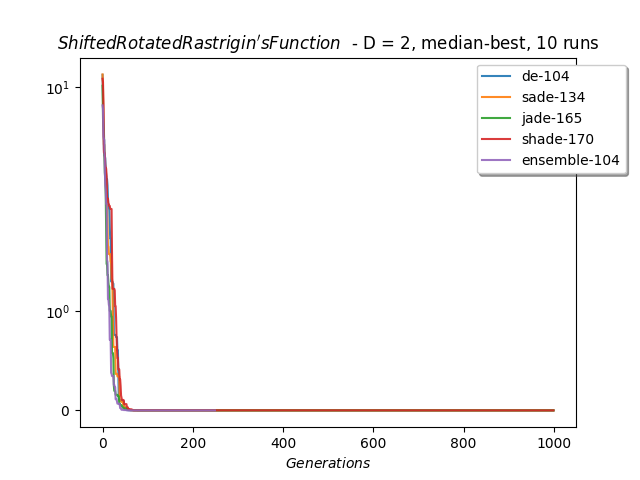 ShiftedRotatedRastrigin'sFunction - D = 2, median-best, 10 runs
10¹
10⁰
0
de-104
sade-134
jade-165
shade-170
ensemble-104
0 200 400 600 800 1000
Generations